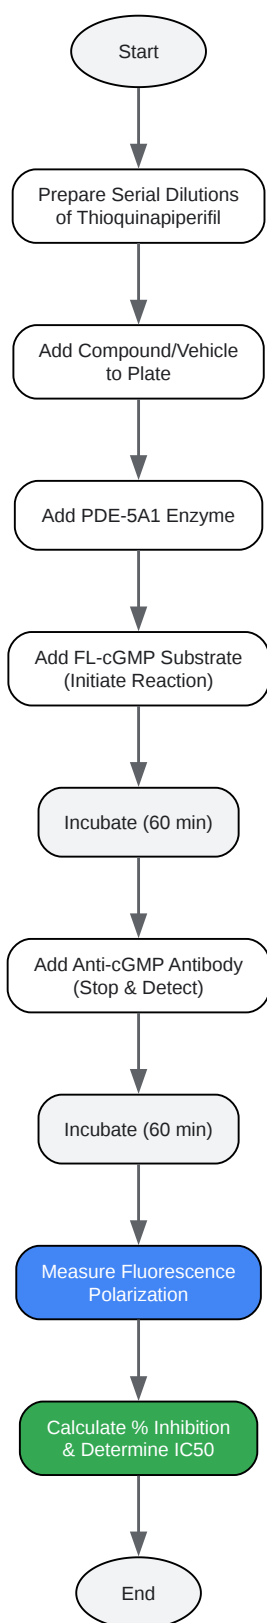 Start
Prepare Serial Dilutions
of Thioquinapiperifil
Add Compound/Vehicle
to Plate
Add PDE-5A1 Enzyme
Add FL-cGMP Substrate
(Initiate Reaction)
Incubate (60 min)
Add Anti-cGMP Antibody
(Stop & Detect)
Incubate (60 min)
Measure Fluorescence
Polarization
Calculate % Inhibition
& Determine IC50
End